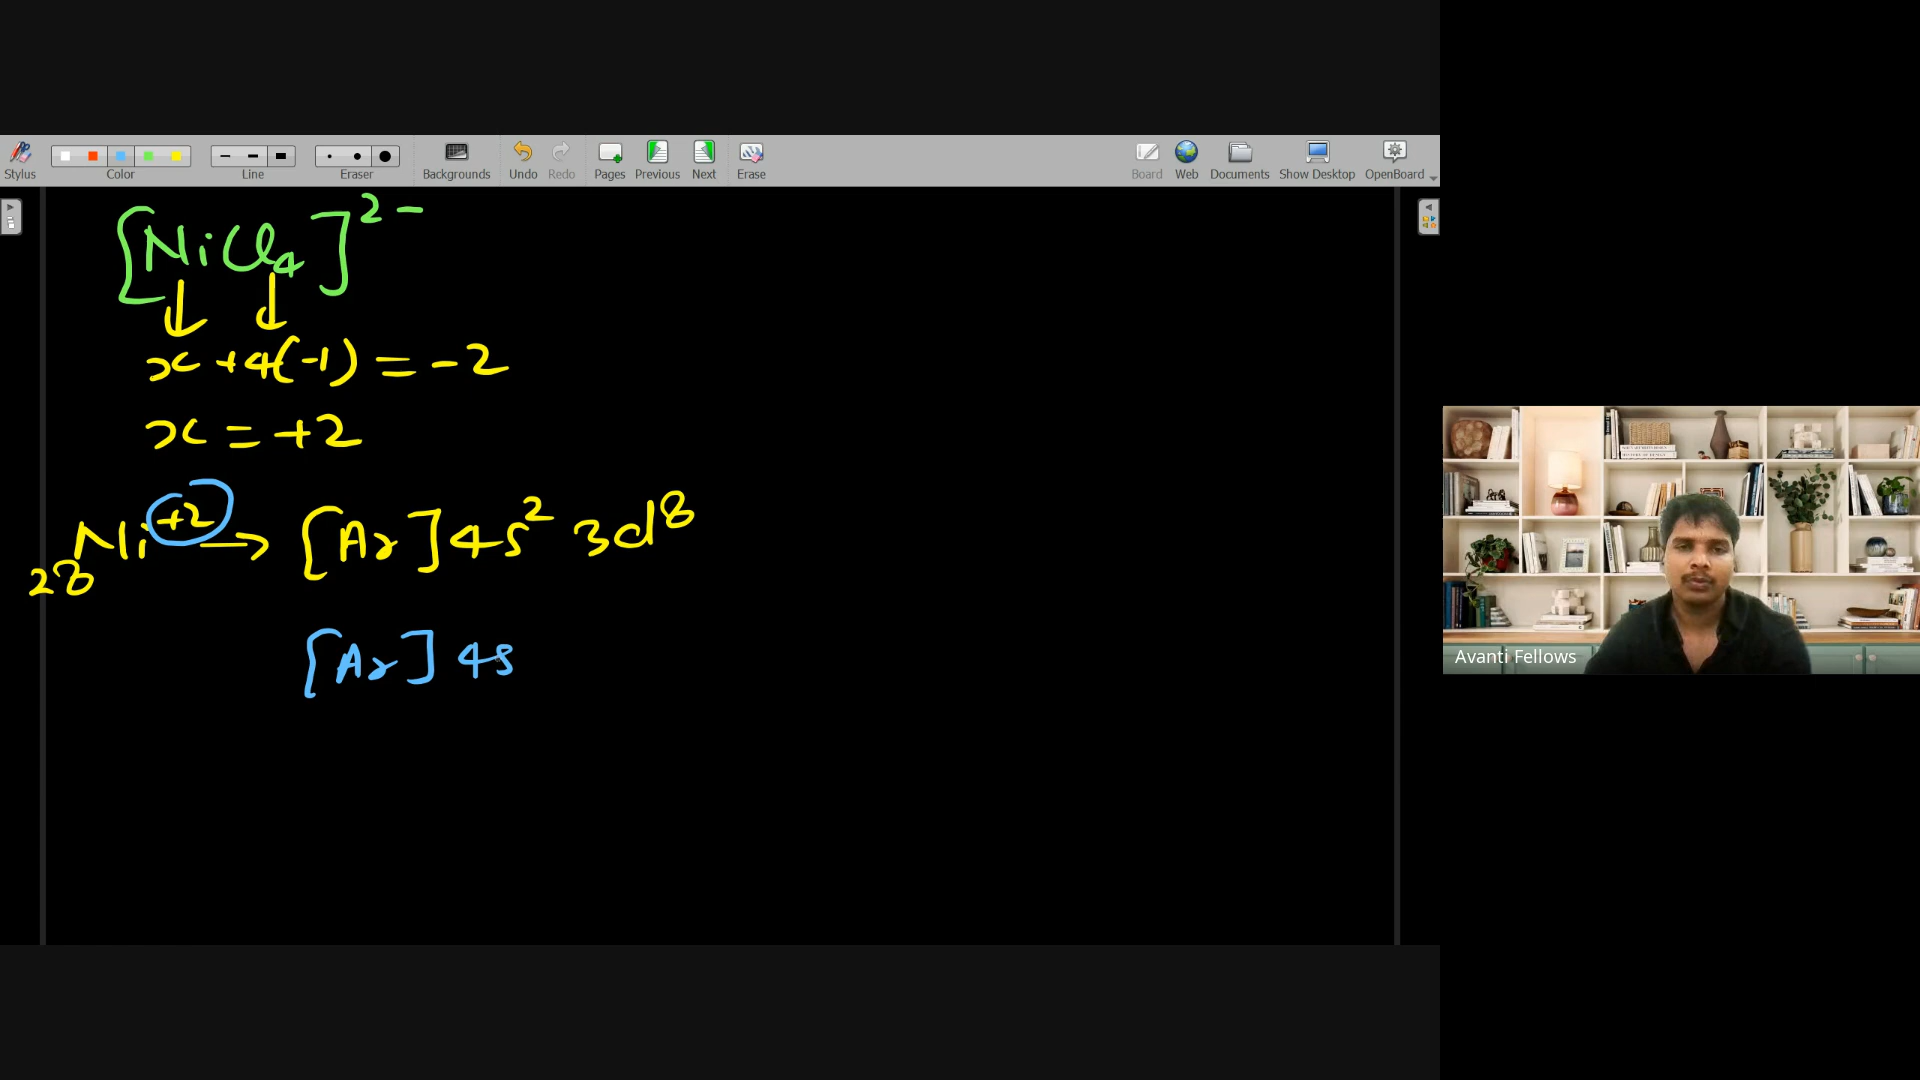 Stylus Color Line Eraser Backgrounds Undo Redo Pages Previous Next Erase Board Web Documents Show Desktop OpenBoard
[NiCl₄]²⁻
x + 4(-1) = -2
x = +2
₂₈Ni⁺² → [Ar] 4s² 3d⁸
[Ar] 4s
Avanti Fellows